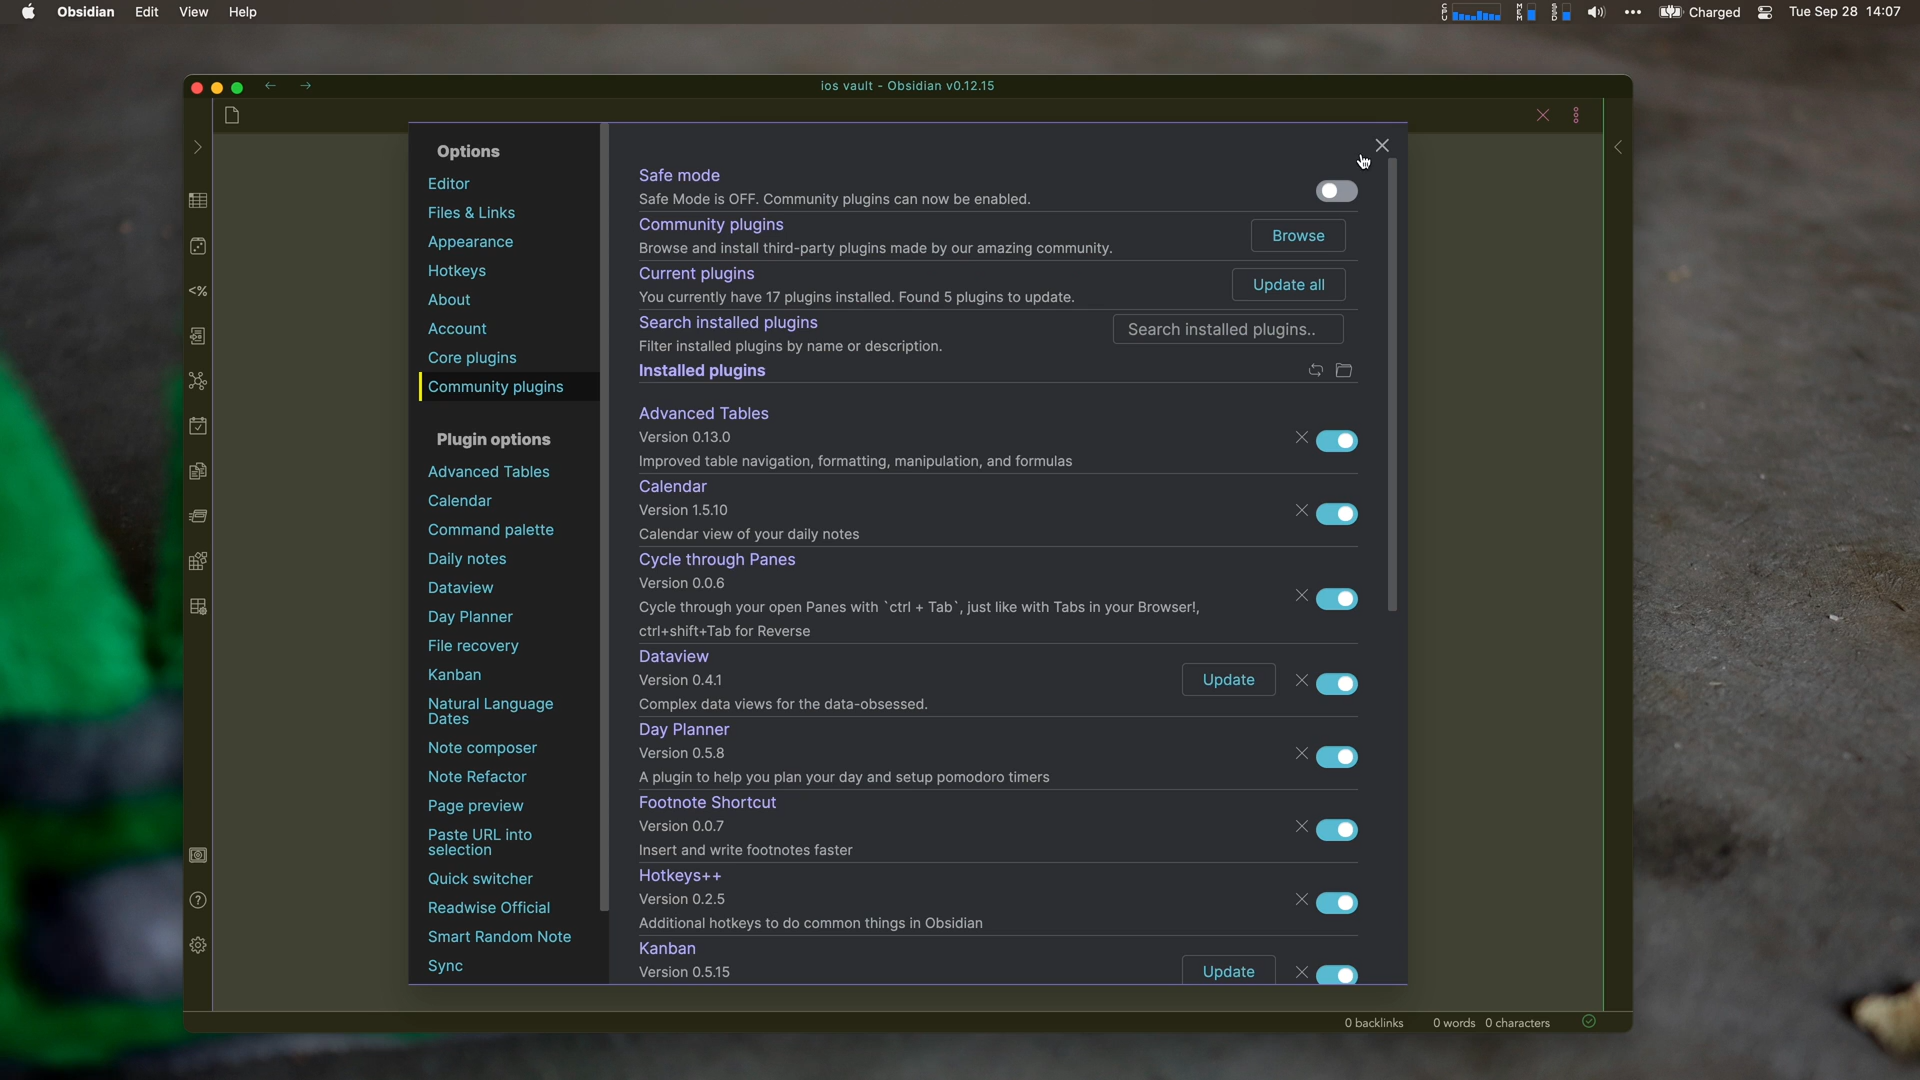 Obsidian Edit View Help
CPU MEM SSD Charged Tue Sep 28 14:07
ios vault - Obsidian v0.12.15
Options
Editor
Files & Links
Appearance
Hotkeys
About
Account
Core plugins
Community plugins
Plugin options
Advanced Tables
Calendar
Command palette
Daily notes
Dataview
Day Planner
File recovery
Kanban
Natural Language
Dates
Note composer
Note Refactor
Page preview
Paste URL into
selection
Quick switcher
Readwise Official
Smart Random Note
Sync
Safe mode
Safe Mode is OFF. Community plugins can now be enabled.
Community plugins
Browse and install third-party plugins made by our amazing community.
Browse
Current plugins
You currently have 17 plugins installed. Found 5 plugins to update.
Update all
Search installed plugins
Filter installed plugins by name or description.
Search installed plugins..
Installed plugins
Advanced Tables
Version 0.13.0
Improved table navigation, formatting, manipulation, and formulas
Calendar
Version 1.5.10
Calendar view of your daily notes
Cycle through Panes
Version 0.0.6
Cycle through your open Panes with `ctrl + Tab`, just like with Tabs in your Browser!,
ctrl+shift+Tab for Reverse
Dataview
Version 0.4.1
Complex data views for the data-obsessed.
Update
Day Planner
Version 0.5.8
A plugin to help you plan your day and setup pomodoro timers
Footnote Shortcut
Version 0.0.7
Insert and write footnotes faster
Hotkeys++
Version 0.2.5
Additional hotkeys to do common things in Obsidian
Kanban
Version 0.5.15
Update
0 backlinks 0 words 0 characters